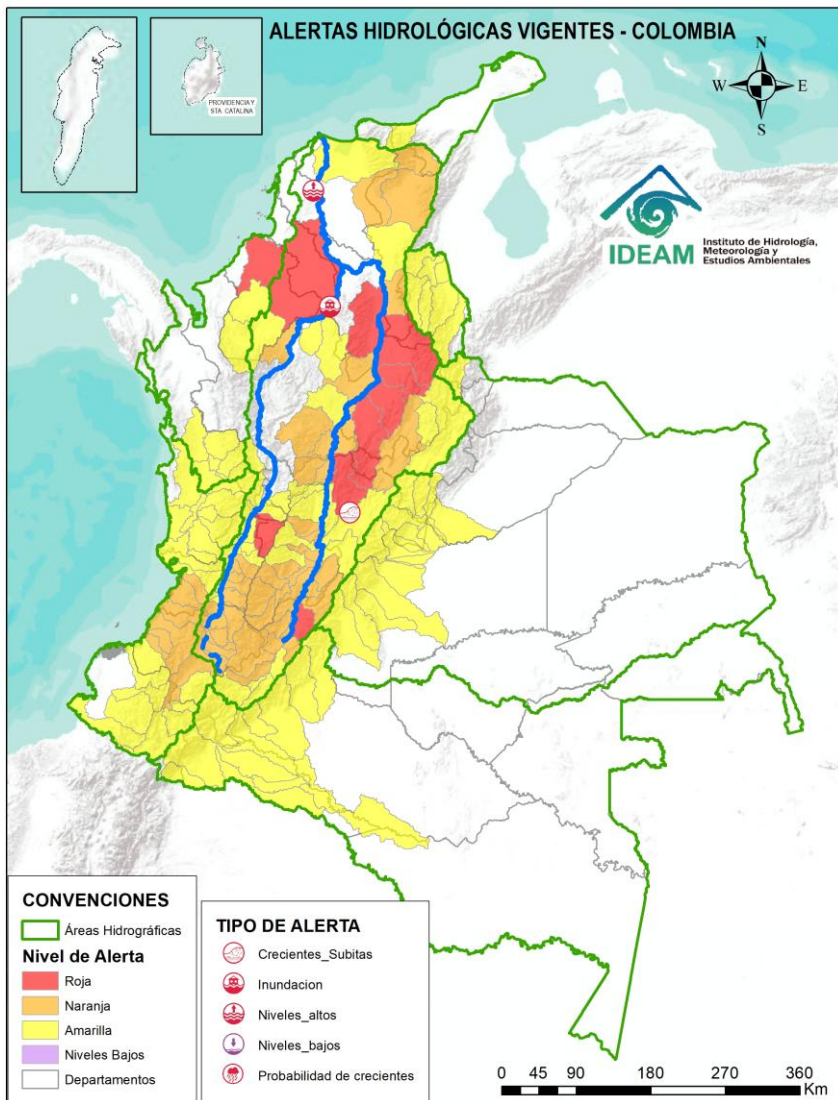 ALERTAS HIDROLÓGICAS VIGENTES - COLOMBIA
PROVIDENCIA Y
STA. CATALINA
N
W E
S
IDEAM
Instituto de Hidrología,
Meteorología y
Estudios Ambientales
CONVENCIONES
Áreas Hidrográficas
Nivel de Alerta
Roja
Naranja
Amarilla
Niveles Bajos
Departamentos
TIPO DE ALERTA
Crecientes_Subitas
Inundacion
Niveles_altos
Niveles_bajos
Probabilidad de crecientes
0 45 90 180 270 360
Km